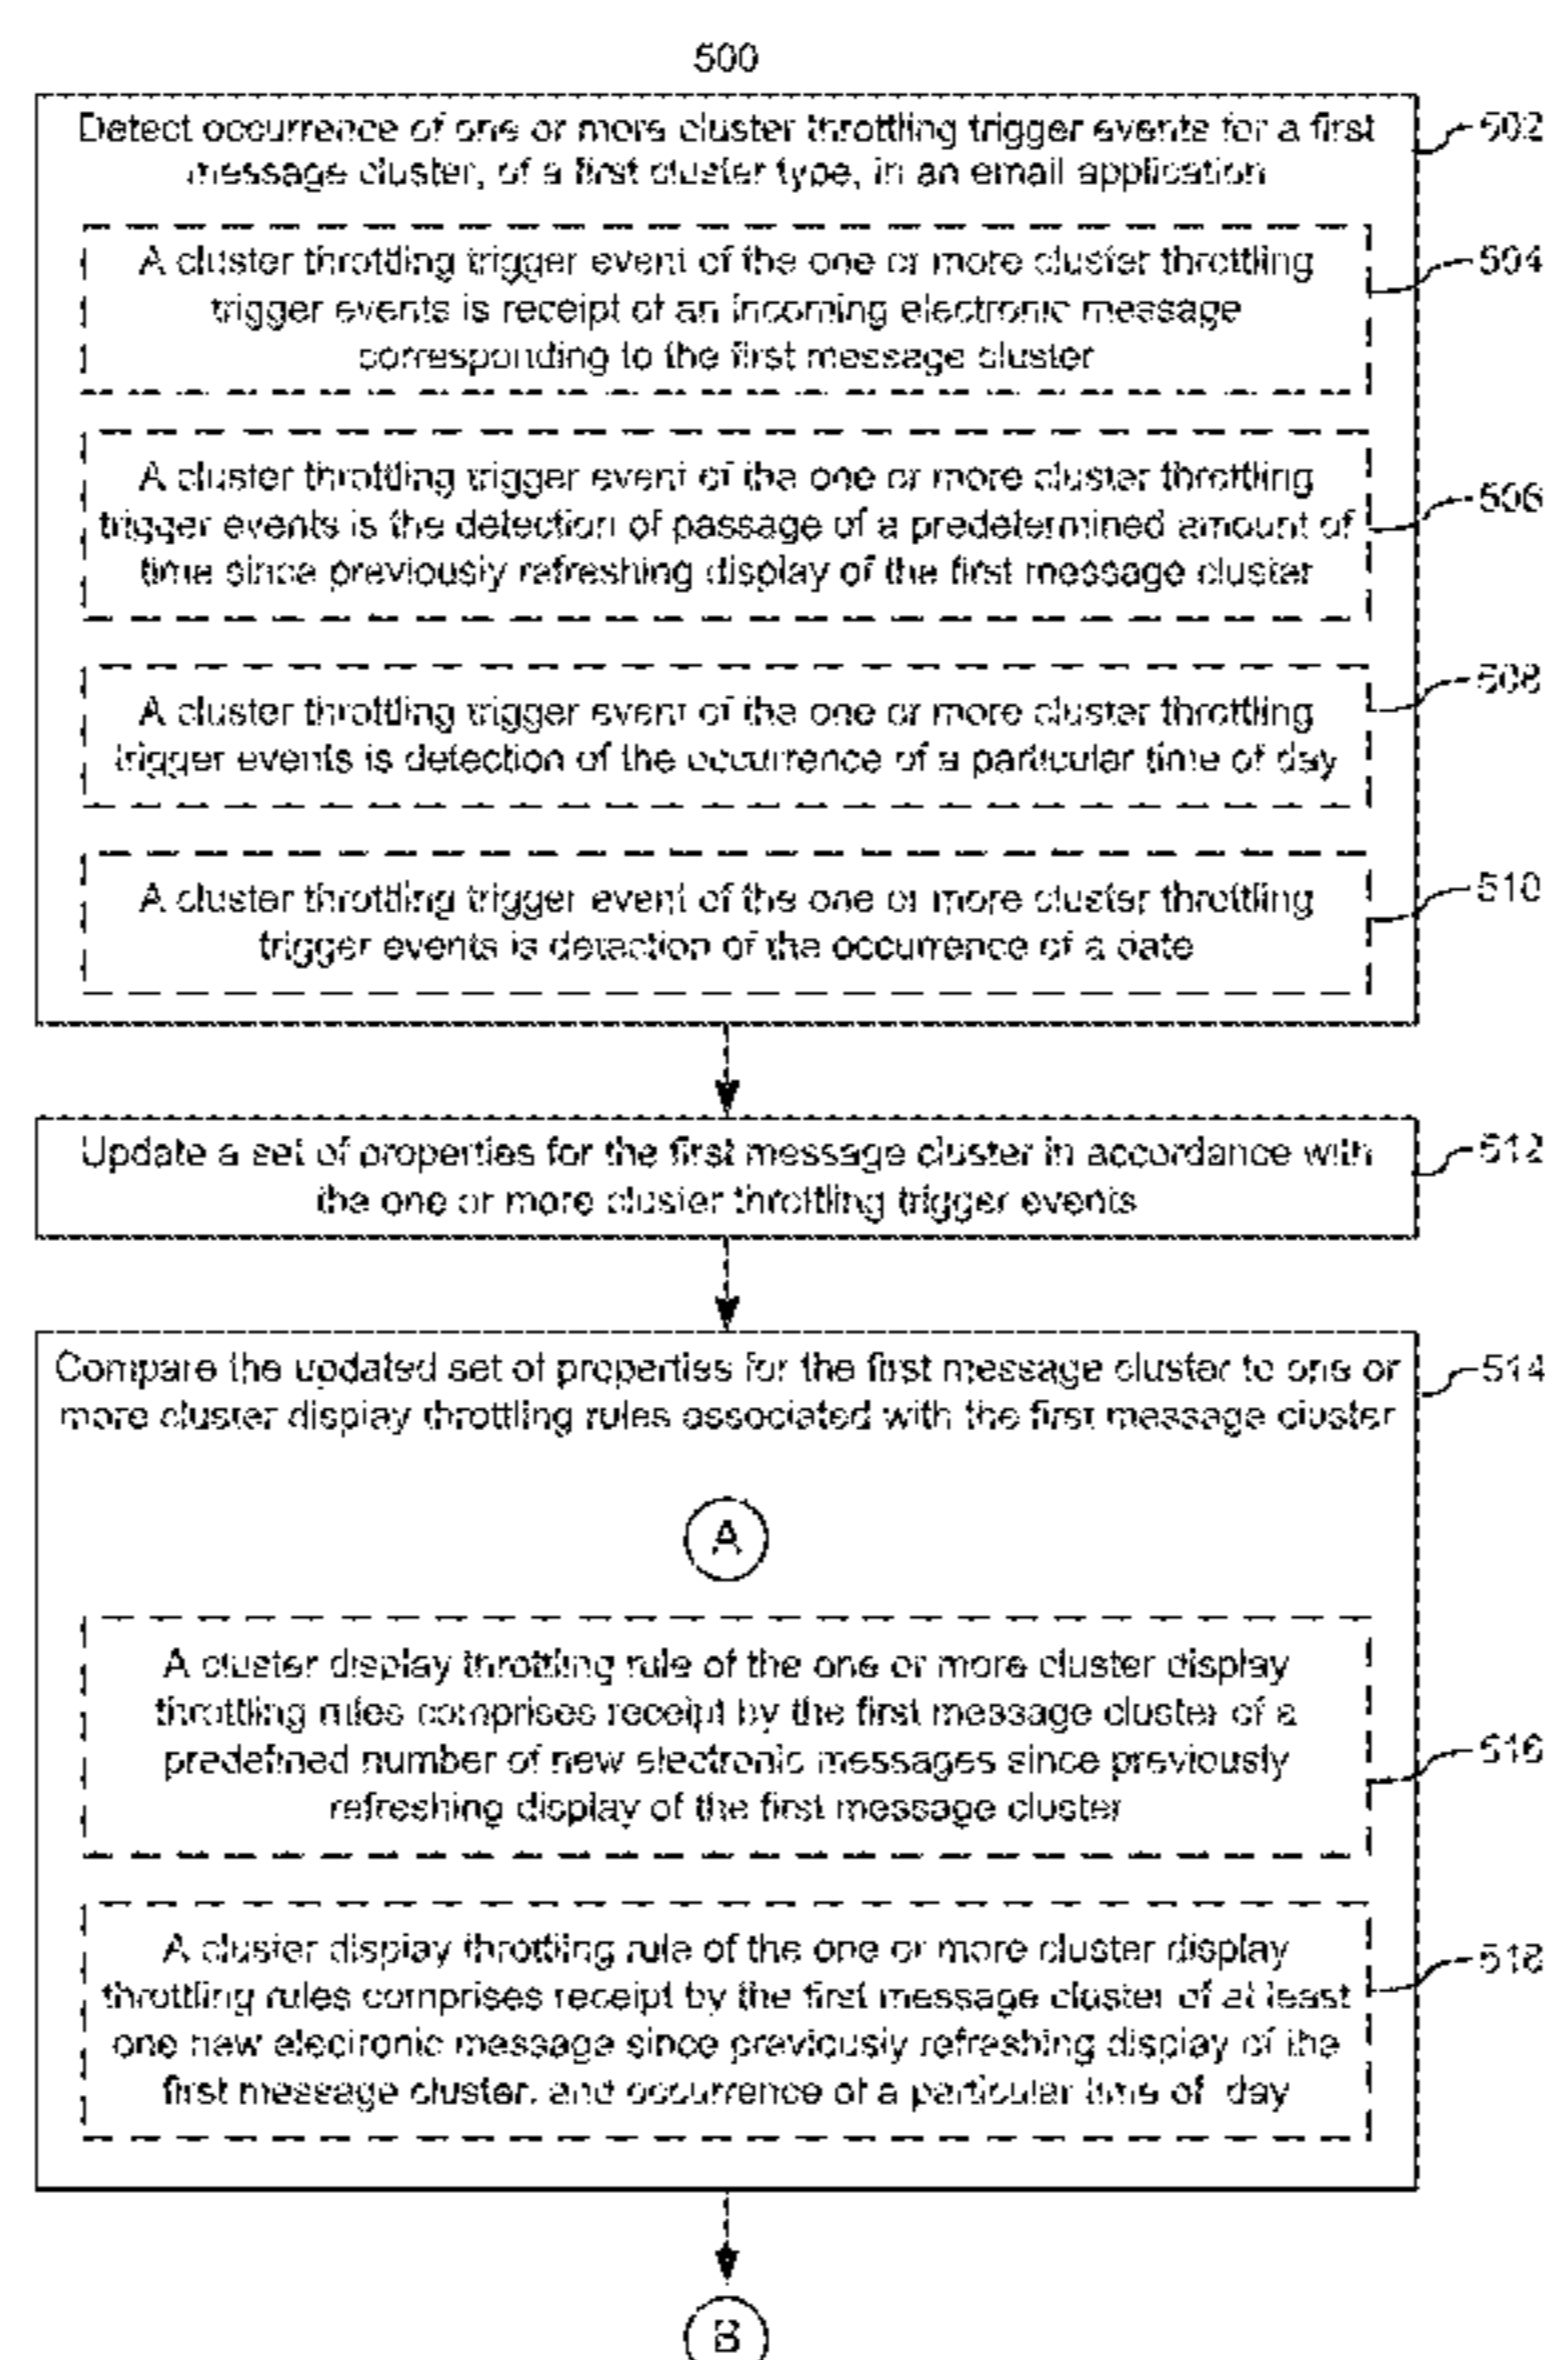 500
Detect occurrence of one or more cluster throttling trigger events for a first
message cluster, of a first cluster type, in an email application
502
A cluster throttling trigger event of the one or more cluster throttling
trigger events is receipt of an incoming electronic message
corresponding to the first message cluster
504
A cluster throttling trigger event of the one or more cluster throttling
trigger events is the detection of passage of a predetermined amount of
time since previously refreshing display of the first message cluster
506
A cluster throttling trigger event of the one or more cluster throttling
trigger events is detection of the occurrence of a particular time of day
508
A cluster throttling trigger event of the one or more cluster throttling
trigger events is detection of the occurrence of a date
510
Update a set of properties for the first message cluster in accordance with
the one or more cluster throttling trigger events
512
Compare the updated set of properties for the first message cluster to one or
more cluster display throttling rules associated with the first message cluster
514
A
A cluster display throttling rule of the one or more cluster display
throttling rules comprises receipt by the first message cluster of a
predefined number of new electronic messages since previously
refreshing display of the first message cluster
516
A cluster display throttling rule of the one or more cluster display
throttling rules comprises receipt by the first message cluster of at least
one new electronic message since previously refreshing display of the
first message cluster, and occurrence of a particular time of day
518
B